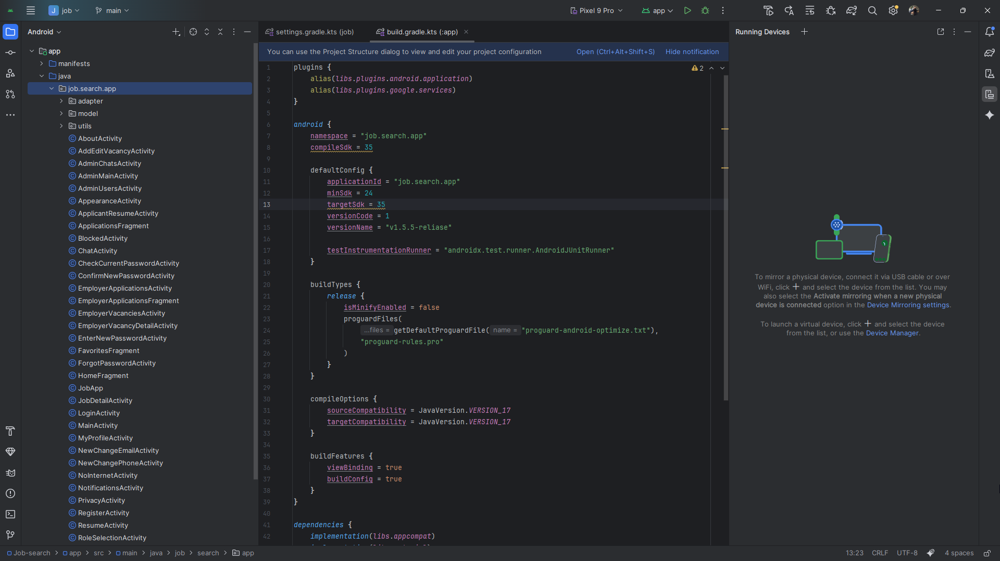 J job
main
Pixel 9 Pro
app
Android
app
manifests
java
job.search.app
adapter
model
utils
AboutActivity
AddEditVacancyActivity
AdminChatsActivity
AdminMainActivity
AdminUsersActivity
AppearanceActivity
ApplicantResumeActivity
ApplicationsFragment
BlockedActivity
ChatActivity
CheckCurrentPasswordActivity
ConfirmNewPasswordActivity
EmployerApplicationsActivity
EmployerApplicationsFragment
EmployerVacanciesActivity
EmployerVacancyDetailActivity
EnterNewPasswordActivity
FavoritesFragment
ForgotPasswordActivity
HomeFragment
JobApp
JobDetailActivity
LoginActivity
MainActivity
MyProfileActivity
NewChangeEmailActivity
NewChangePhoneActivity
NoInternetActivity
NotificationsActivity
PrivacyActivity
RegisterActivity
ResumeActivity
RoleSelectionActivity
settings.gradle.kts (job)
build.gradle.kts (:app)
You can use the Project Structure dialog to view and edit your project configuration
Open (Ctrl+Alt+Shift+S)
Hide notification
2
1 plugins {
2 alias(libs.plugins.android.application)
3 alias(libs.plugins.google.services)
4 }
5
6 android {
7 namespace = "job.search.app"
8 compileSdk = 35
9
10 defaultConfig {
11 applicationId = "job.search.app"
12 minSdk = 24
13 targetSdk = 35
14 versionCode = 1
15 versionName = "v1.5.5-reliase"
16
17 testInstrumentationRunner = "androidx.test.runner.AndroidJUnitRunner"
18 }
19
20 buildTypes {
21 release {
22 isMinifyEnabled = false
23 proguardFiles(
24 ...files = getDefaultProguardFile( name = "proguard-android-optimize.txt"),
25 "proguard-rules.pro"
26 )
27 }
28 }
29
30 compileOptions {
31 sourceCompatibility = JavaVersion.VERSION_17
32 targetCompatibility = JavaVersion.VERSION_17
33 }
34
35 buildFeatures {
36 viewBinding = true
37 buildConfig = true
38 }
39 }
40
41 dependencies {
42 implementation(libs.appcompat)
Running Devices
To mirror a physical device, connect it via USB cable or over
WiFi, click + and select the device from the list. You may
also select the Activate mirroring when a new physical
device is connected option in the Device Mirroring settings.
To launch a virtual device, click + and select the device
from the list, or use the Device Manager.
Job-search > app > src > main > java > job > search > app
13:23
CRLF
UTF-8
4 spaces